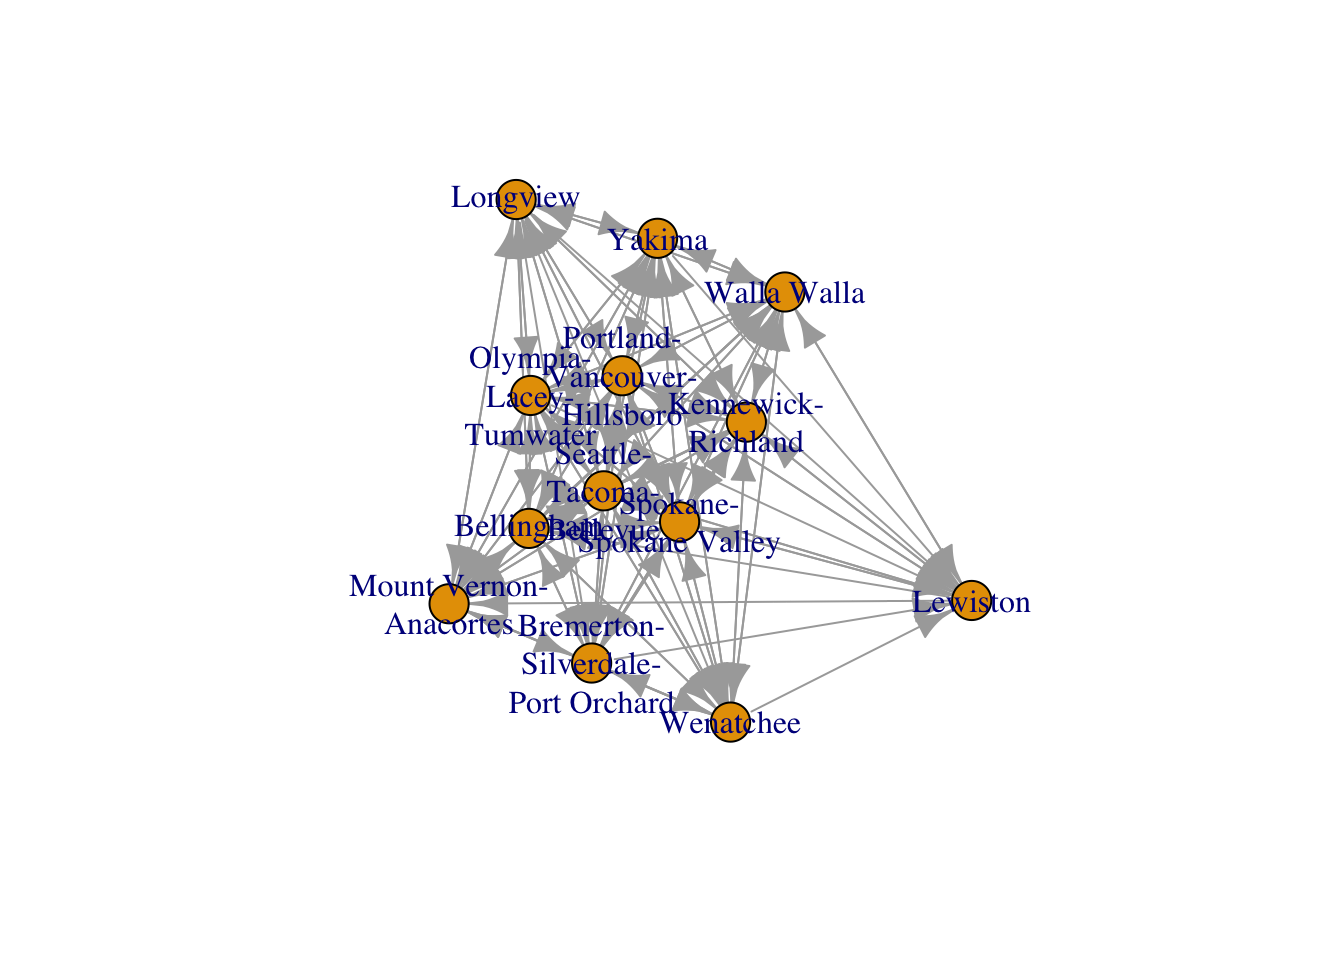 Longview
Yakima
Walla Walla
Portland-
Vancouver-
Hillsboro
Olympia-
Lacey-
Tumwater
Kennewick-
Richland
Seattle-
Tacoma-
Bellevue
Spokane-
Spokane Valley
Bellingham
Mount Vernon-
Anacortes
Lewiston
Bremerton-
Silverdale-
Port Orchard
Wenatchee